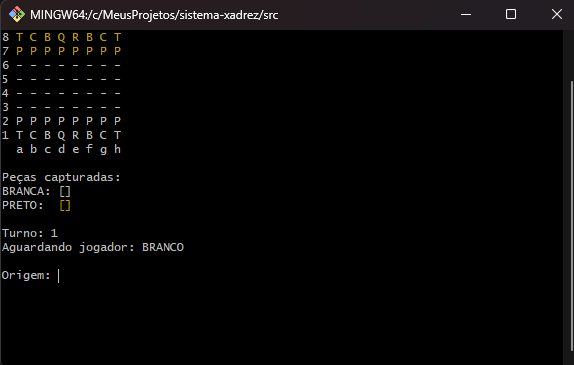 MINGW64:/c/MeusProjetos/sistema-xadrez/src
8 T C B Q R B C T
7 P P P P P P P P
6 - - - - - - - -
5 - - - - - - - -
4 - - - - - - - -
3 - - - - - - - -
2 P P P P P P P P
1 T C B Q R B C T
  a b c d e f g h
Peças capturadas:
BRANCA: []
PRETO:  []
Turno: 1
Aguardando jogador: BRANCO
Origem: